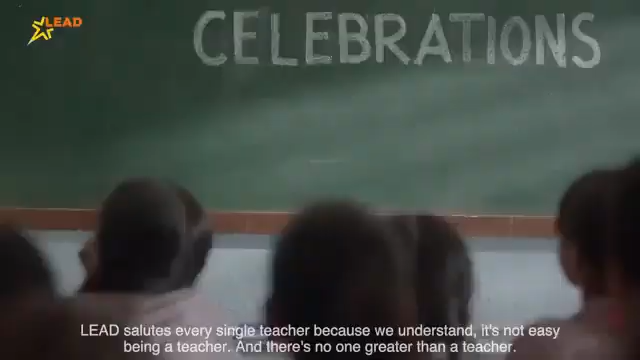 LEAD
CELEBRATIONS
LEAD salutes every single teacher because we understand, it's not easy
being a teacher. And there's no one greater than a teacher.